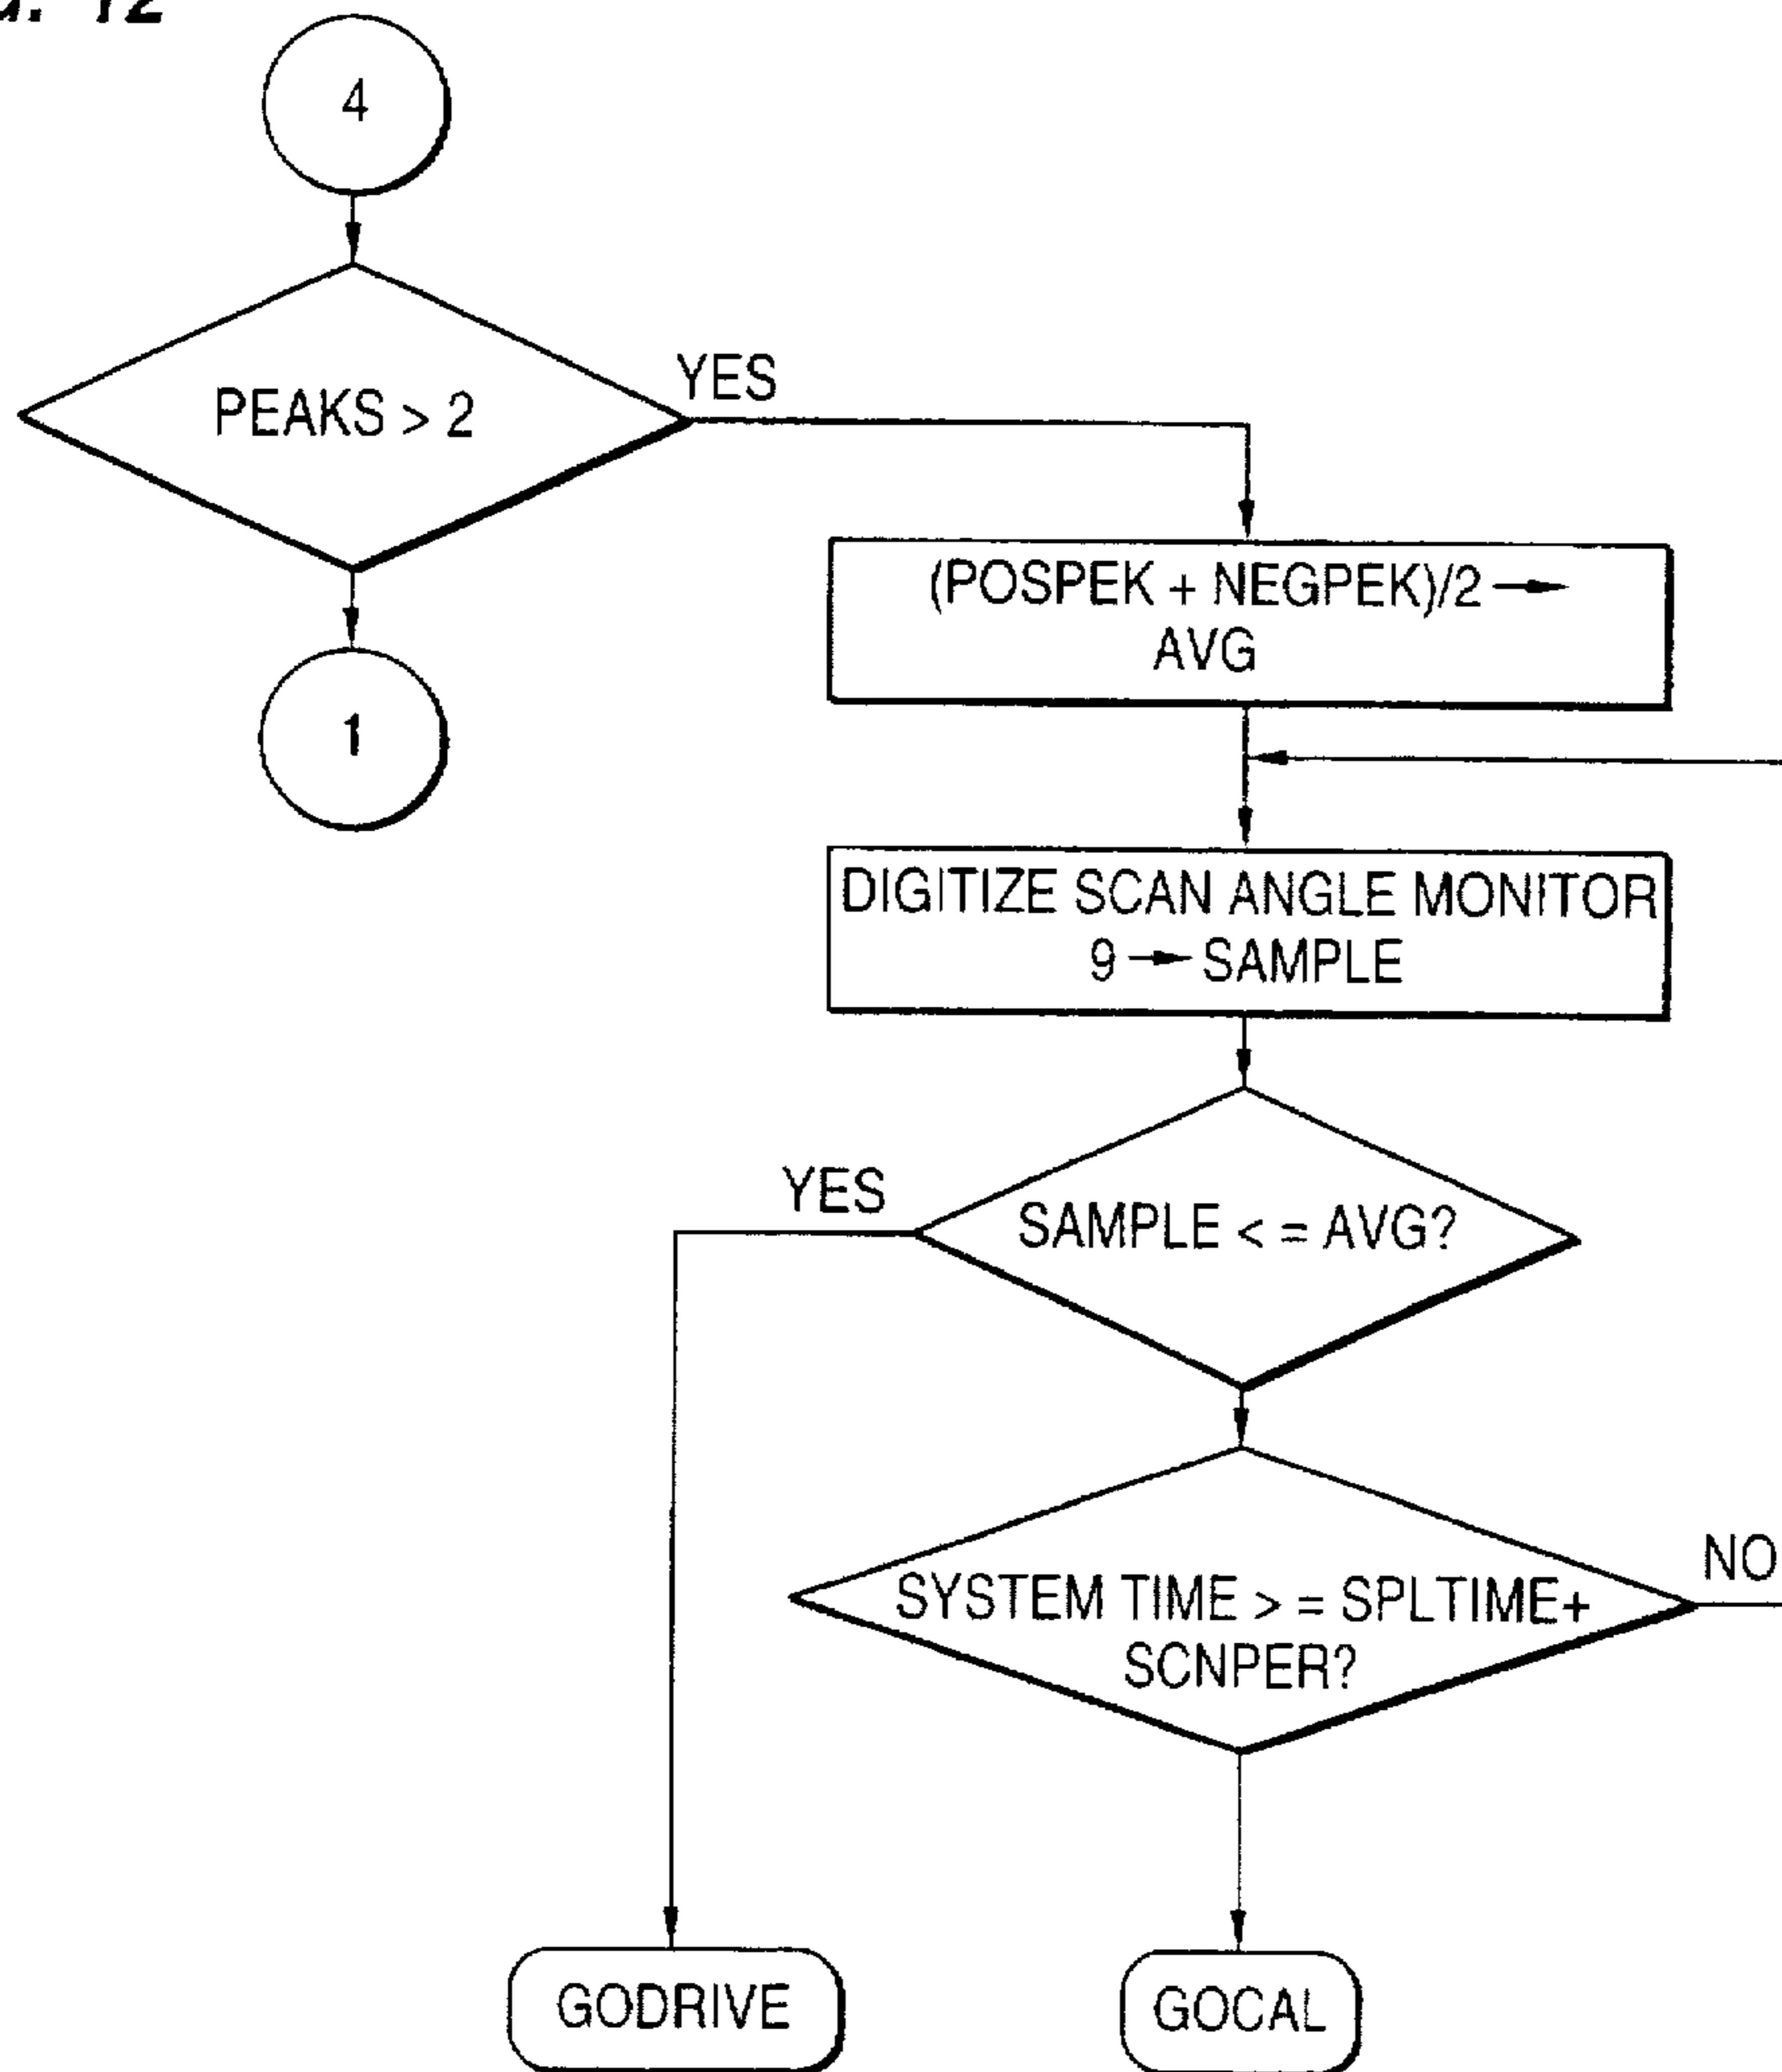 12
4
PEAKS > 2
YES
1
(POSPEK + NEGPEK)/2 →
AVG
DIGITIZE SCAN ANGLE MONITOR
9 → SAMPLE
YES
SAMPLE < = AVG?
NO
SYSTEM TIME > = SPLTIME+
SCNPER?
GODRIVE
GOCAL